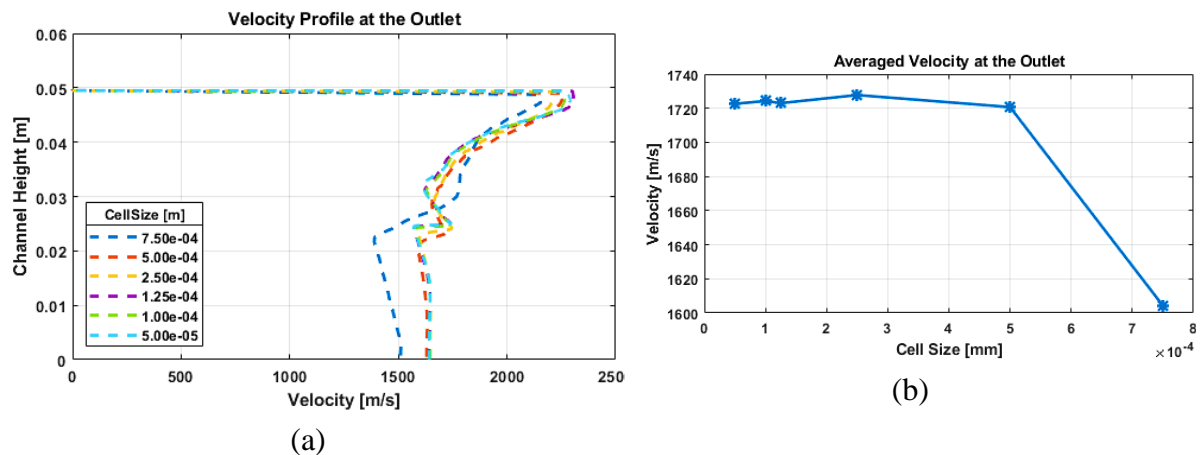 Velocity Profile at the Outlet
0.06
0.05
0.04
0.03
0.02
0.01
0
Channel Height [m]
CellSize [m]
7.50e-04
5.00e-04
2.50e-04
1.25e-04
1.00e-04
5.00e-05
0 500 1000 1500 2000 250
Velocity [m/s]
(a)
Averaged Velocity at the Outlet
1740
1720
1700
1680
1660
1640
1620
1600
Velocity [m/s]
0 1 2 3 4 5 6 7 8
Cell Size [mm]
×10-4
(b)